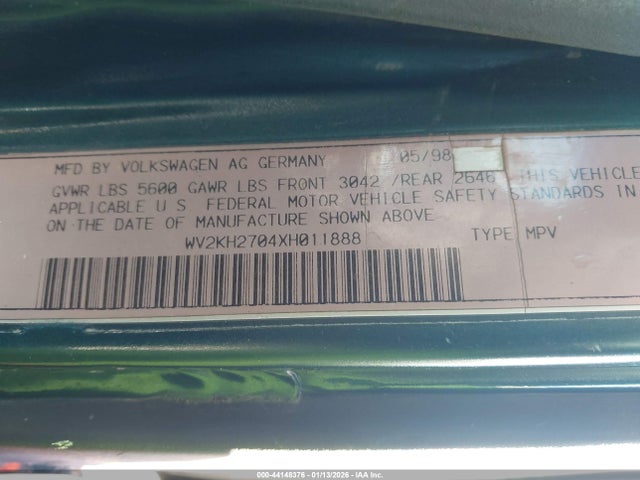 MFD BY VOLKSWAGEN AG GERMANY 05/98
GVWR LBS 5600 GAWR LBS FRONT 3042 /REAR 2646 THIS VEHICLE
APPLICABLE U S FEDERAL MOTOR VEHICLE SAFETY STANDARDS IN
ON THE DATE OF MANUFACTURE SHOWN ABOVE
WV2KH2704XH011888 TYPE MPV
000-44148376 - 01/13/2026 - IAA Inc.